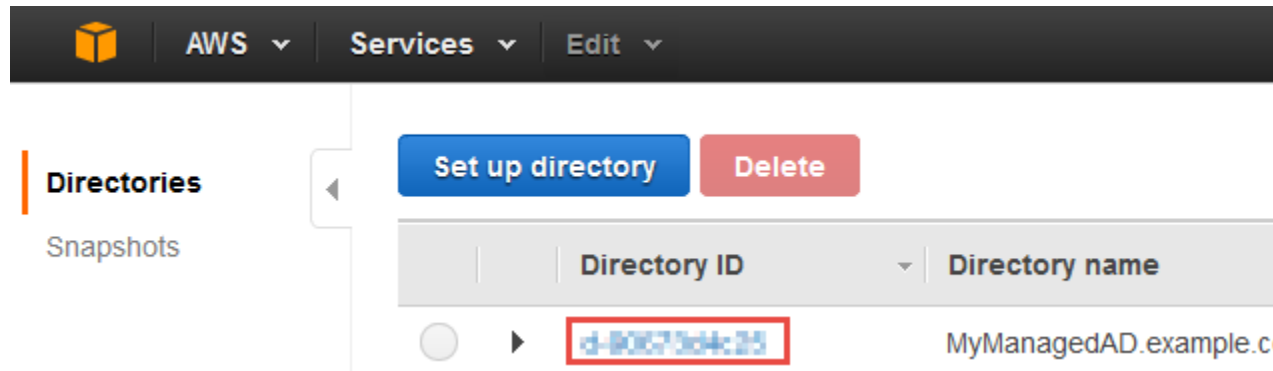 AWS Services Edit
Directories
Snapshots
Set up directory Delete
Directory ID Directory name
MyManagedAD.example.c